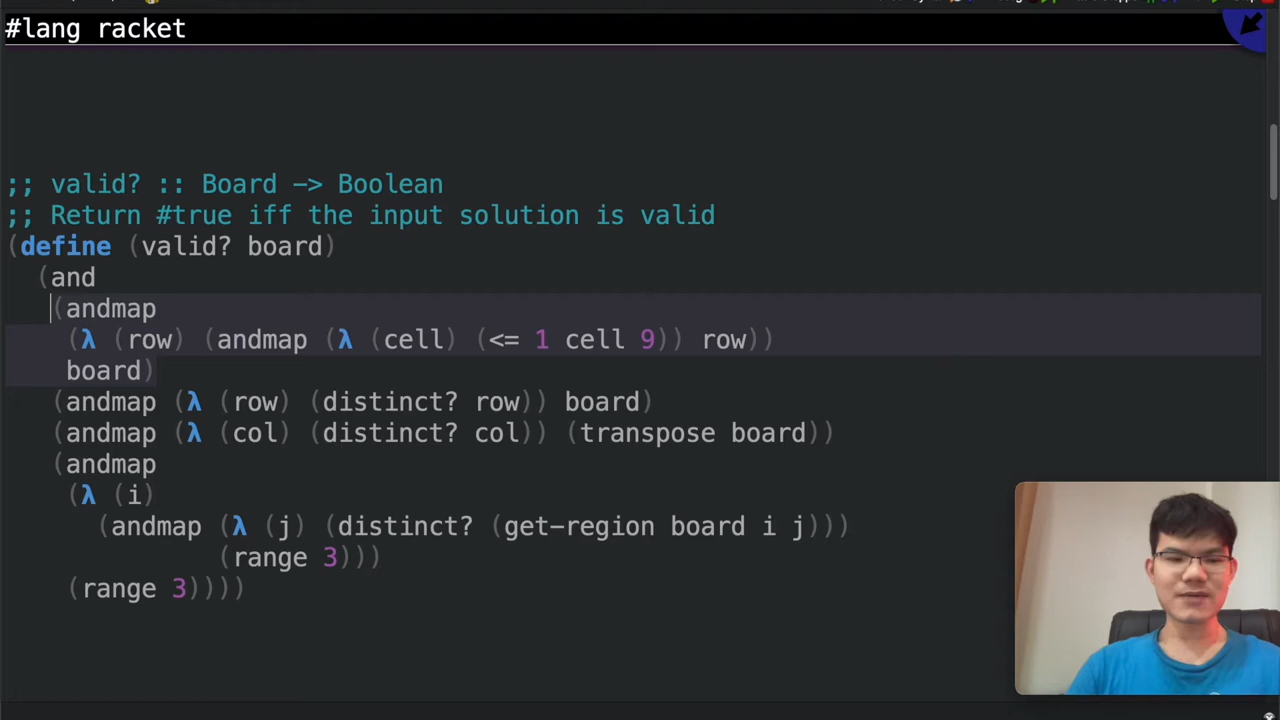 #lang racket
;; valid? :: Board -> Boolean
;; Return #true iff the input solution is valid
(define (valid? board)
(and
(andmap
(λ (row) (andmap (λ (cell) (<= 1 cell 9)) row))
board)
(andmap (λ (row) (distinct? row)) board)
(andmap (λ (col) (distinct? col)) (transpose board))
(andmap
(λ (i)
(andmap (λ (j) (distinct? (get-region board i j)))
(range 3)))
(range 3))))